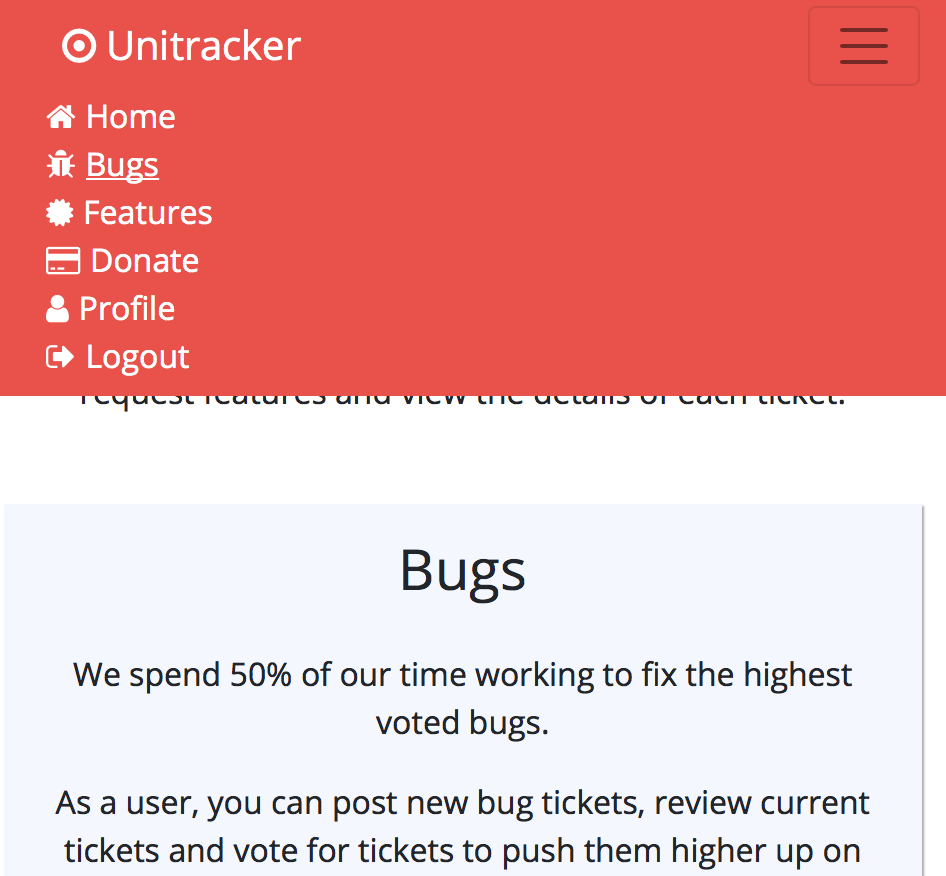 Unitracker
Home
Bugs
Features
Donate
Profile
Logout
request features and view the details of each ticket.
Bugs
We spend 50% of our time working to fix the highest
voted bugs.
As a user, you can post new bug tickets, review current
tickets and vote for tickets to push them higher up on